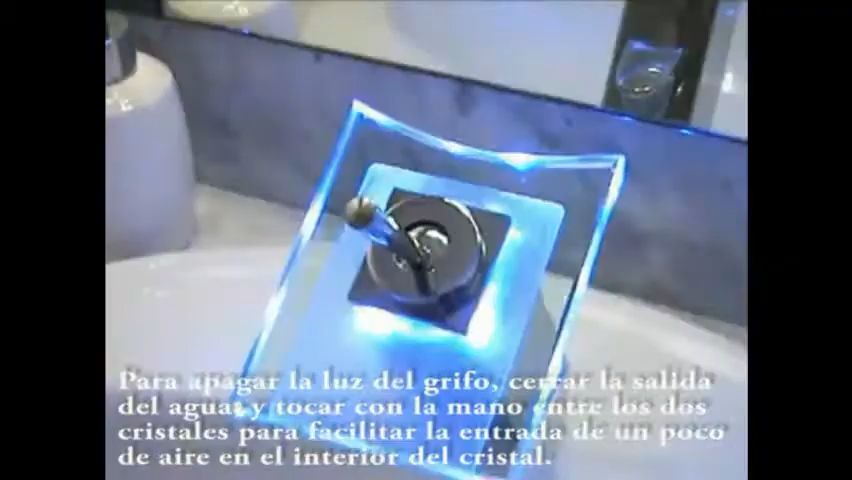 Para apagar la luz del grifo, cerrar la salida
del agua, y tocar con la mano entre los dos
cristales para facilitar la entrada de un poco
de aire en el interior del cristal.